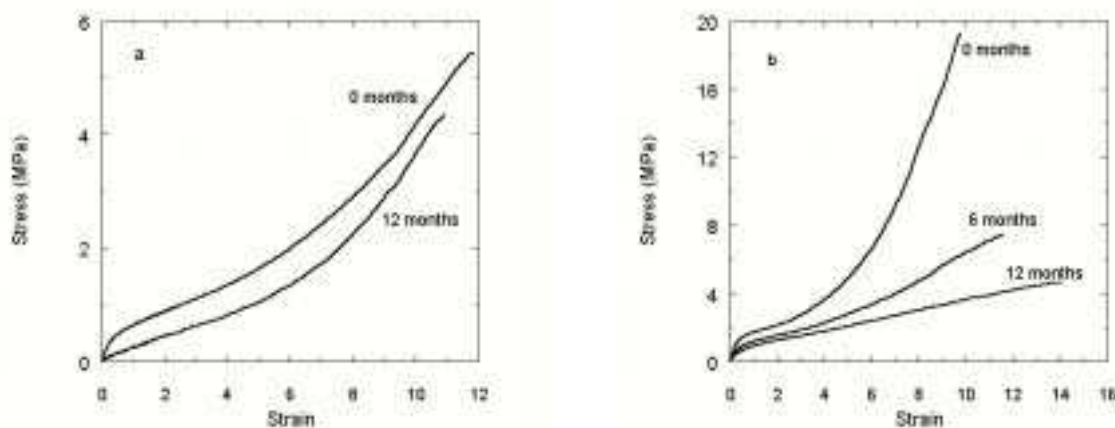 6
a
0 months
4
Stress (MPa)
12 months
2
0
0 2 4 6 8 10 12
Strain
20
b
0 months
16
12
Stress (MPa)
8
6 months
12 months
4
0
0 2 4 6 8 10 12 14 16
Strain